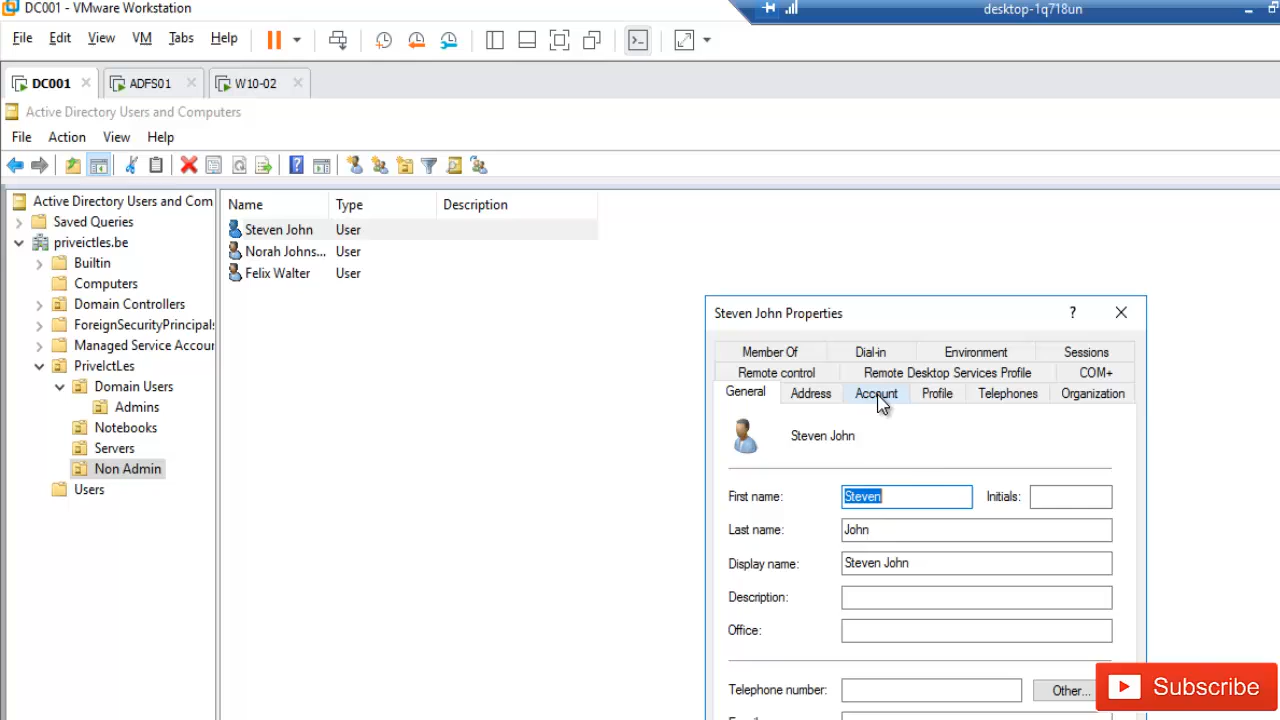 DC001 - VMware Workstation
desktop-1q718un
File Edit View VM Tabs Help
DC001 ADFS01 W10-02
Active Directory Users and Computers
File Action View Help
Active Directory Users and Com
Saved Queries
priveictles.be
Builtin
Computers
Domain Controllers
ForeignSecurityPrincipals
Managed Service Accour
PriveIctLes
Domain Users
Admins
Notebooks
Servers
Non Admin
Users
Name Type Description
Steven John User
Norah Johns... User
Felix Walter User
Steven John Properties
Member Of Dial-in Environment Sessions
Remote control Remote Desktop Services Profile COM+
General Address Account Profile Telephones Organization
Steven John
First name: Steven Initials:
Last name: John
Display name: Steven John
Description:
Office:
Telephone number: Other...
Subscribe